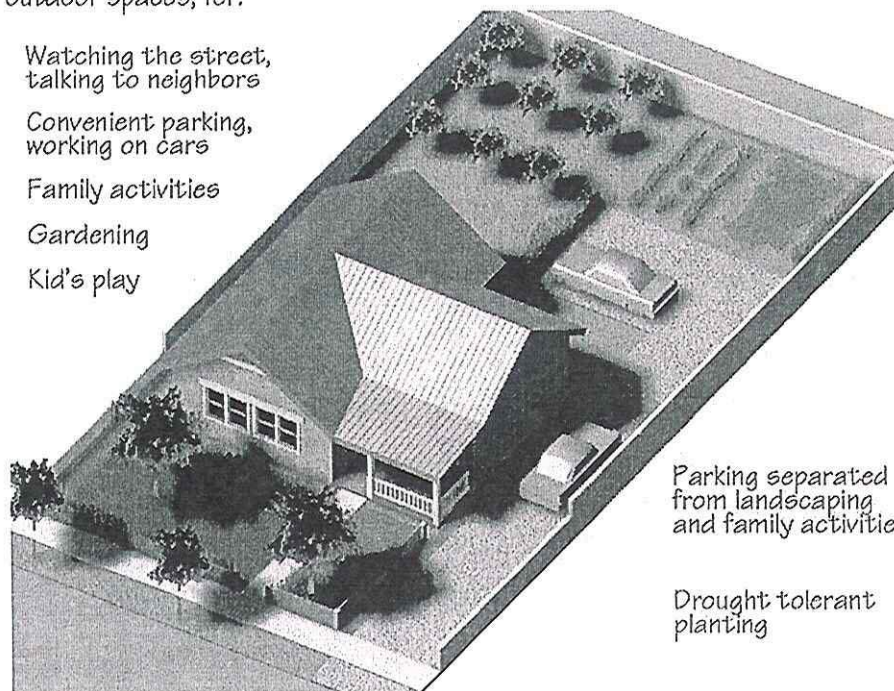 outdoor spaces, for:
Watching the street,
talking to neighbors
Convenient parking,
working on cars
Family activities
Gardening
Kid's play
Parking separated
from landscaping
and family activitie
Drought tolerant
planting